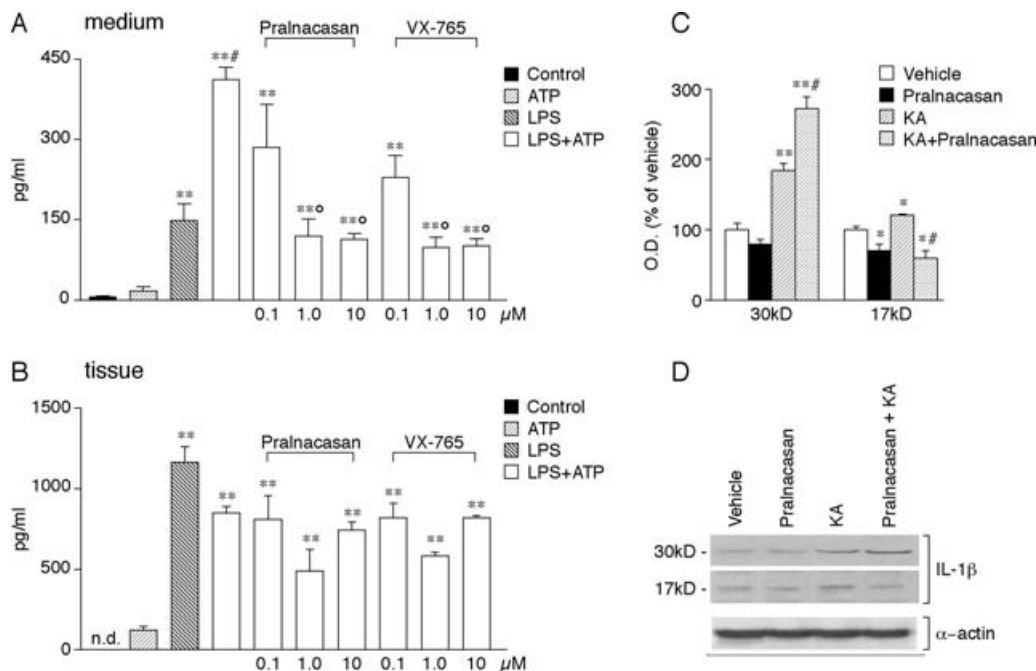 A medium
Pralnacasan VX-765
450
300
150
0
pg/ml
**
**#
**
**o
**o
**
**o
**o
0.1 1.0 10 0.1 1.0 10 μM
Control
ATP
LPS
LPS+ATP
B tissue
Pralnacasan VX-765
1500
1000
500
0
pg/ml
n.d.
**
**
**
**
**
**
**
**
0.1 1.0 10 0.1 1.0 10 μM
Control
ATP
LPS
LPS+ATP
C
Vehicle
Pralnacasan
KA
KA+Pralnacasan
300
200
100
0
O.D. (% of vehicle)
**
**#
*
*
*#
30kD 17kD
D
Vehicle
Pralnacasan
KA
Pralnacasan + KA
30kD -
17kD -
IL-1β
α-actin